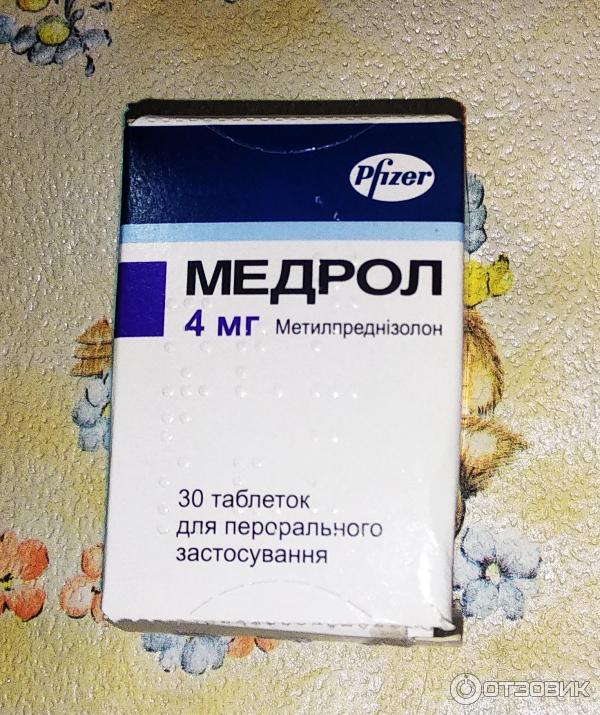 Pfizer
МЕДРОЛ
4 мг Метилпреднізолон
30 таблеток
для перорального
застосування
ОТЗОВИК